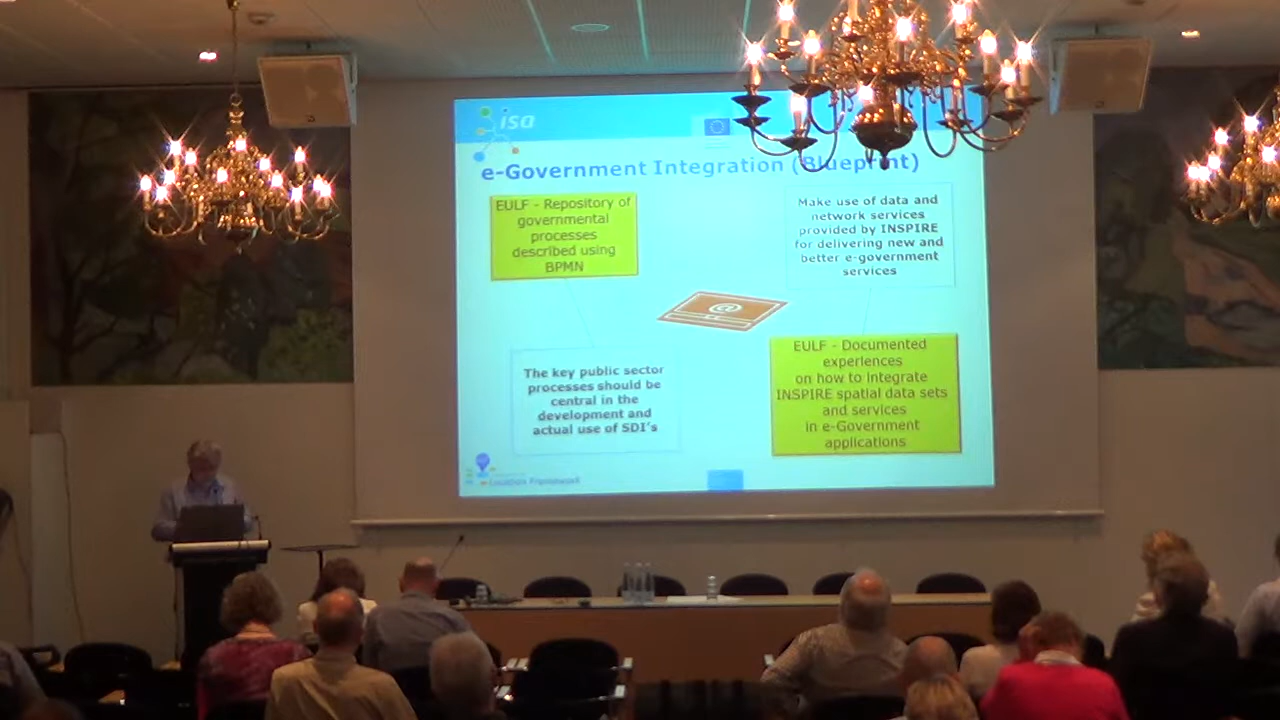 isa
e-Government Integration (Blueprint)
EULF - Repository of
governmental
processes
described using
BPMN
Make use of data and
network services
provided by INSPIRE
for delivering new and
better e-government
services
@
The key public sector
processes should be
central in the
development and
actual use of SDI's
EULF - Documented
experiences
on how to integrate
INSPIRE spatial data sets
and services
in e-Government
applications
Location Framework